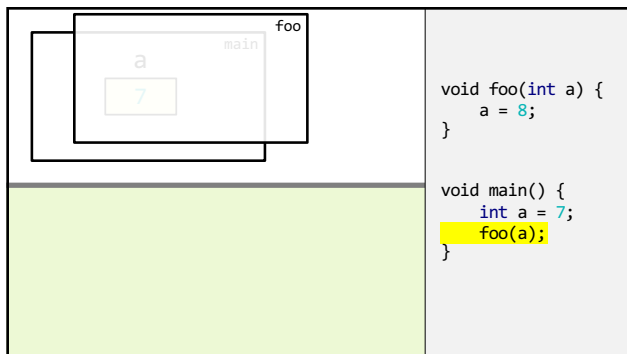 foo
main
a
7
void foo(int a) {
    a = 8;
}
void main() {
    int a = 7;
    foo(a);
}